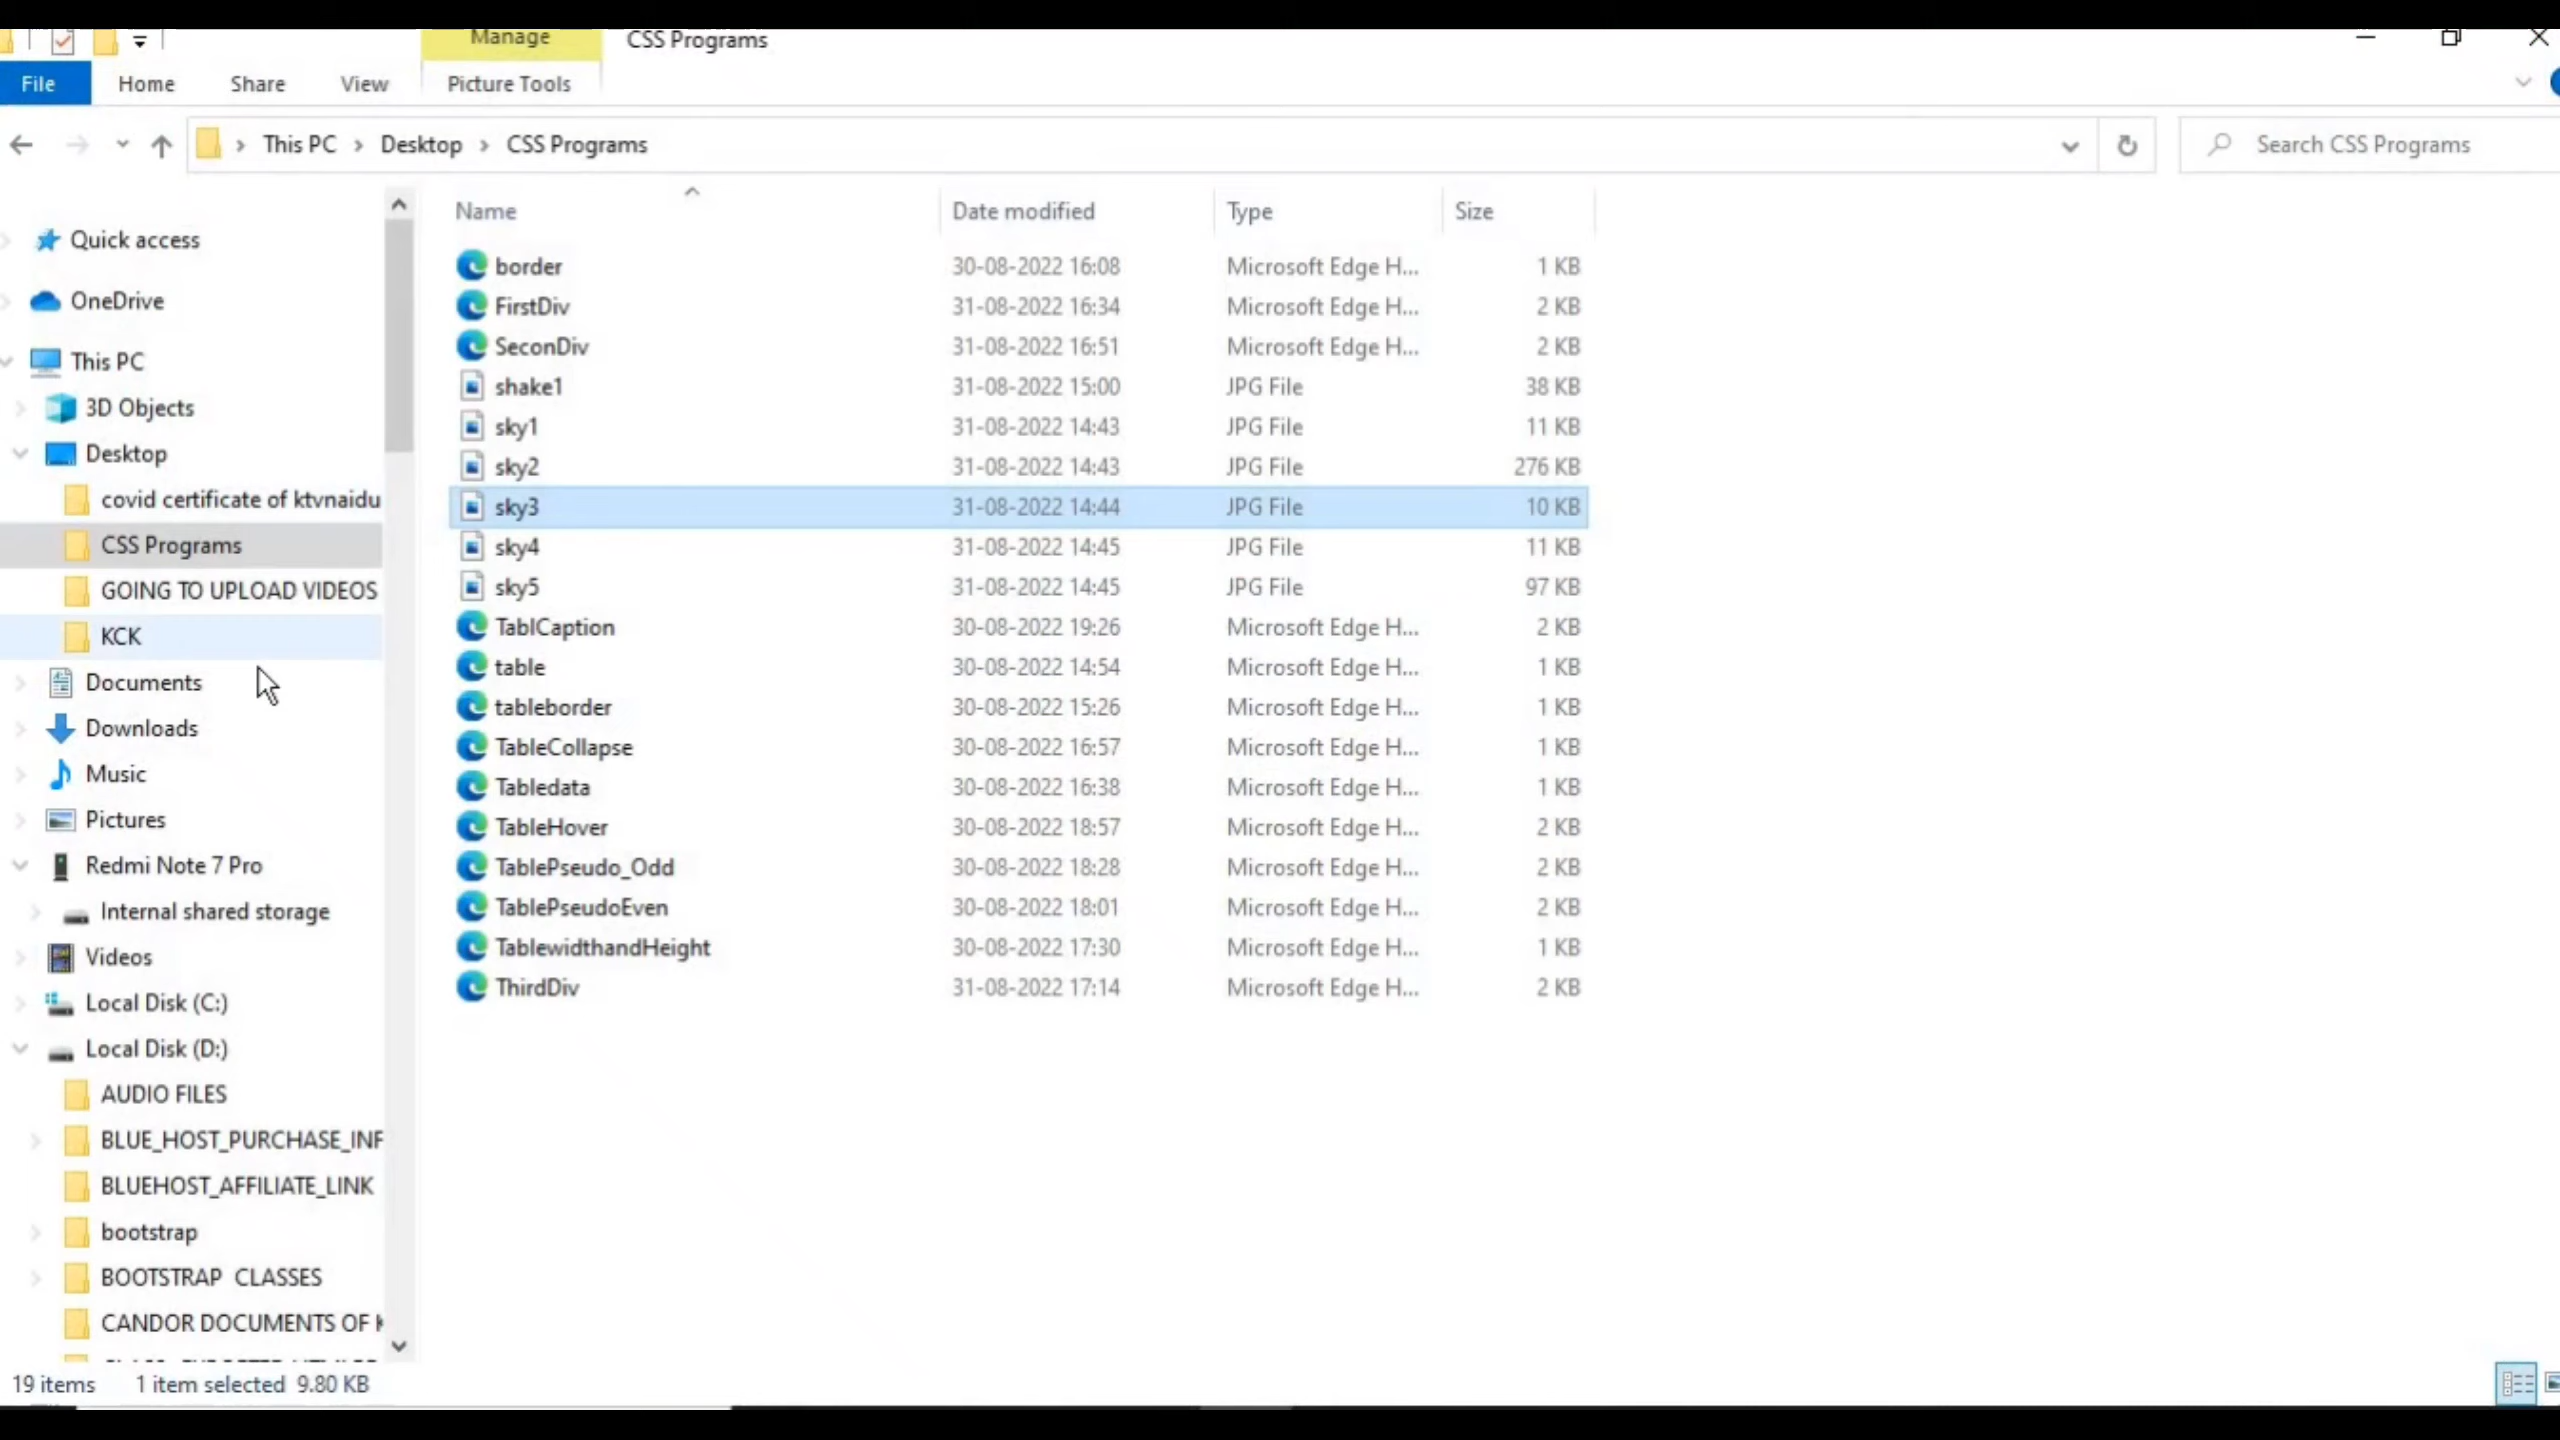 Manage
CSS Programs
File
Home
Share
View
Picture Tools
This PC
Desktop
CSS Programs
Search CSS Programs
Name
Date modified
Type
Size
Quick access
OneDrive
This PC
3D Objects
Desktop
covid certificate of ktvnaidu
CSS Programs
GOING TO UPLOAD VIDEOS
KCK
Documents
Downloads
Music
Pictures
Redmi Note 7 Pro
Internal shared storage
Videos
Local Disk (C:)
Local Disk (D:)
AUDIO FILES
BLUE_HOST_PURCHASE_INF
BLUEHOST_AFFILIATE_LINK
bootstrap
BOOTSTRAP CLASSES
CANDOR DOCUMENTS OF
border 30-08-2022 16:08 Microsoft Edge H... 1 KB
FirstDiv 31-08-2022 16:34 Microsoft Edge H... 2 KB
SeconDiv 31-08-2022 16:51 Microsoft Edge H... 2 KB
shake1 31-08-2022 15:00 JPG File 38 KB
sky1 31-08-2022 14:43 JPG File 11 KB
sky2 31-08-2022 14:43 JPG File 276 KB
sky3 31-08-2022 14:44 JPG File 10 KB
sky4 31-08-2022 14:45 JPG File 11 KB
sky5 31-08-2022 14:45 JPG File 97 KB
TablCaption 30-08-2022 19:26 Microsoft Edge H... 2 KB
table 30-08-2022 14:54 Microsoft Edge H... 1 KB
tableborder 30-08-2022 15:26 Microsoft Edge H... 1 KB
TableCollapse 30-08-2022 16:57 Microsoft Edge H... 1 KB
Tabledata 30-08-2022 16:38 Microsoft Edge H... 1 KB
TableHover 30-08-2022 18:57 Microsoft Edge H... 2 KB
TablePseudo_Odd 30-08-2022 18:28 Microsoft Edge H... 2 KB
TablePseudoEven 30-08-2022 18:01 Microsoft Edge H... 2 KB
TablewidthandHeight 30-08-2022 17:30 Microsoft Edge H... 1 KB
ThirdDiv 31-08-2022 17:14 Microsoft Edge H... 2 KB
19 items 1 item selected 9.80 KB